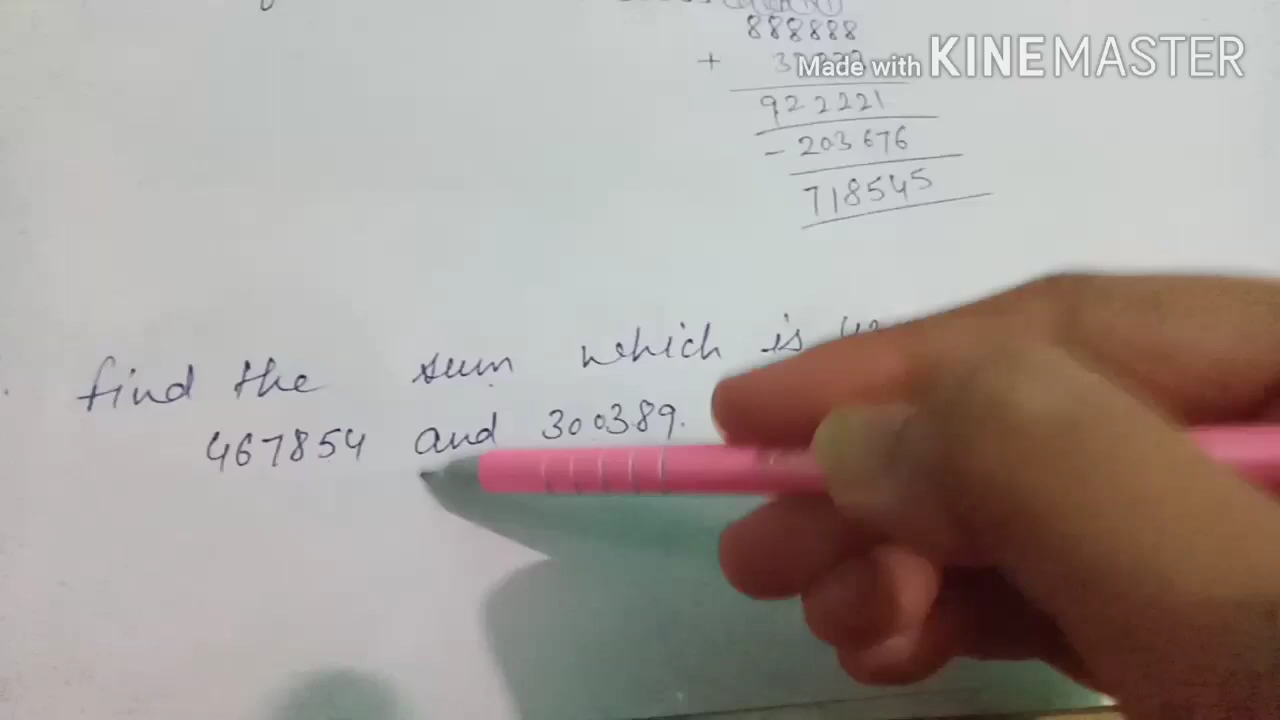 888888
+
Made with KINEMASTER
922221
- 203676
718545
find the sum which is
467854 and 300389.